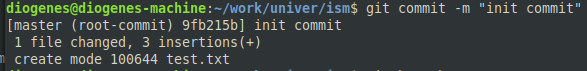 diogenes@diogenes-machine:~/work/univer/ism$ git commit -m "init commit"
[master (root-commit) 9fb215b] init commit
 1 file changed, 3 insertions(+)
 create mode 100644 test.txt